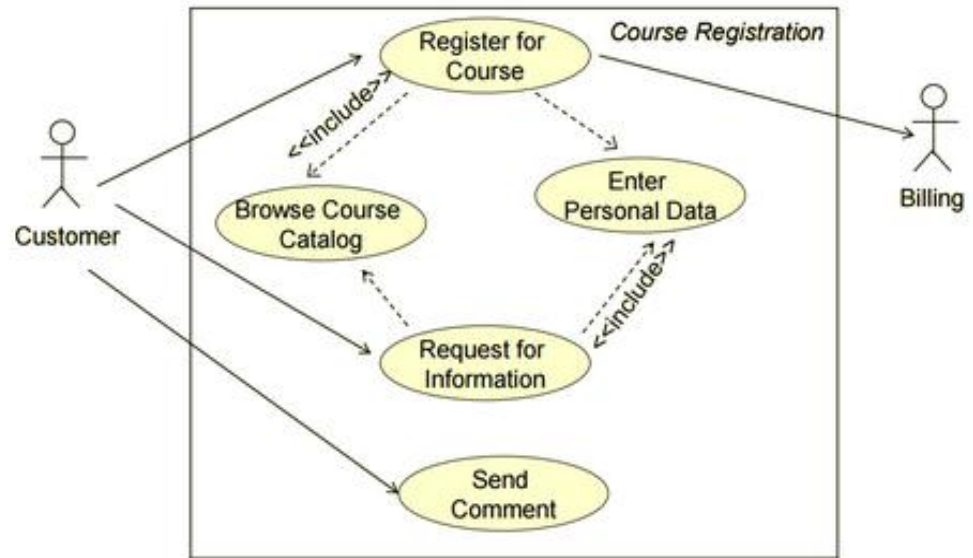 Register for
Course
Course Registration
<<include>>
Customer
Browse Course
Catalog
Enter
Personal Data
Billing
<<include>>
Request for
Information
Send
Comment